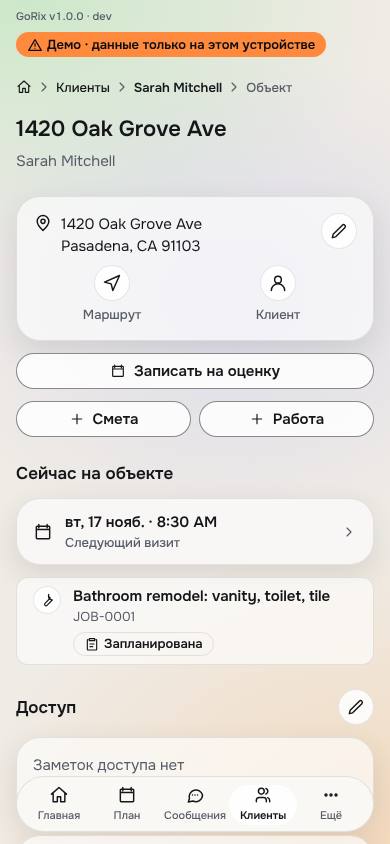 GoRix v1.0.0 · dev
Демо · данные только на этом устройстве
Клиенты > Sarah Mitchell > Объект
1420 Oak Grove Ave
Sarah Mitchell
1420 Oak Grove Ave
Pasadena, CA 91103
Маршрут Клиент
Записать на оценку
+ Смета + Работа
Сейчас на объекте
вт, 17 нояб. · 8:30 AM
Следующий визит
Bathroom remodel: vanity, toilet, tile
JOB-0001
Запланирована
Доступ
Заметок доступа нет
Главная План Сообщения Клиенты Ещё